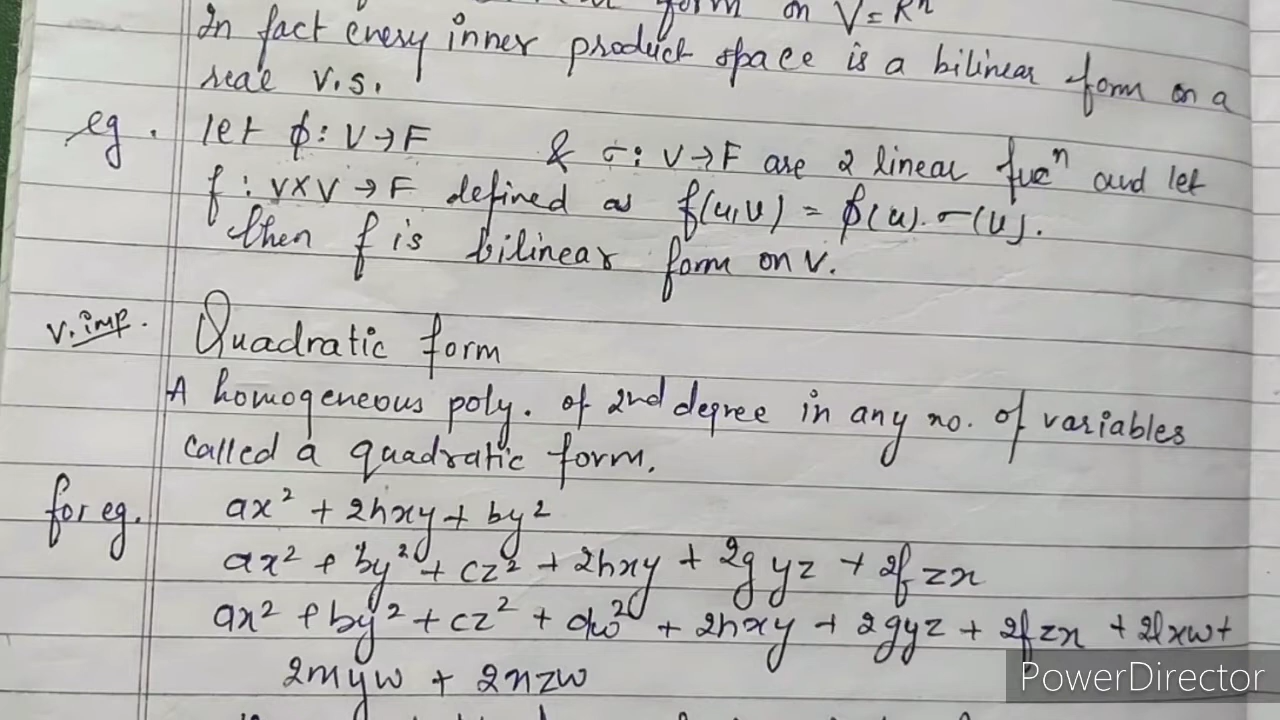 form on V = Rⁿ
In fact every inner product space is a bilinear form on a
real v.s.
eg. let ϕ: V→F & σ: V→F are 2 linear fucⁿ and let
f: V×V → F defined as f(u,v) = ϕ(u).σ(v).
then f is bilinear form on V.
v. imp. Quadratic form
A homogeneous poly. of 2nd degree in any no. of variables
called a quadratic form.
for eg. ax² + 2hxy + by²
ax² + by² + cz² + 2hxy + 2gyz + 2fzx
ax² + by² + cz² + dw² + 2hxy + 2gyz + 2fzx + 2lxw +
2myw + 2nzw
PowerDirector